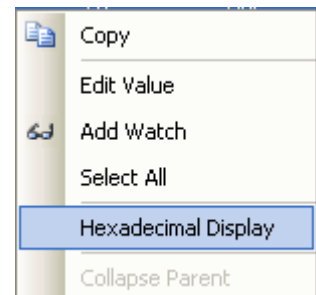 Copy
Edit Value
Add Watch
Select All
Hexadecimal Display
Collapse Parent